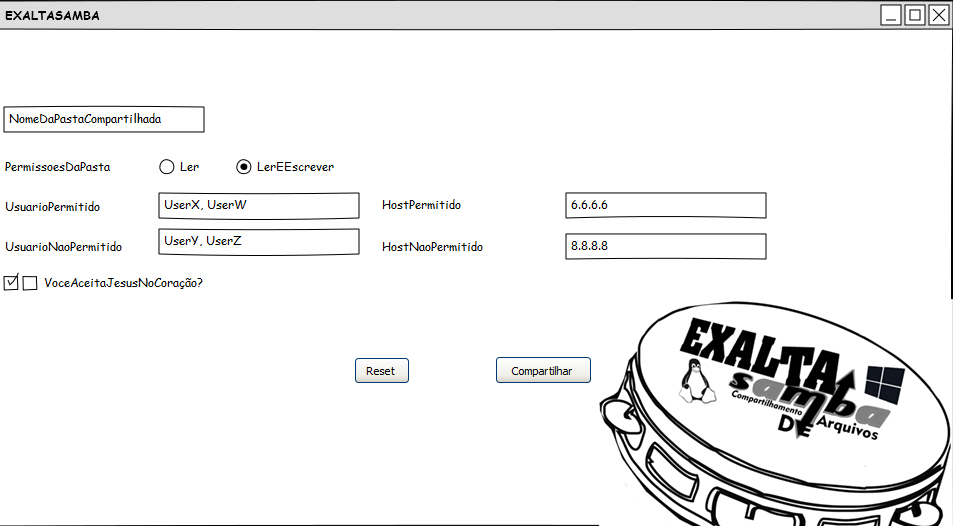 EXALTASAMBA
NomeDaPastaCompartilhada
PermissoesDaPasta Ler LerEEscrever
UsuarioPermitido UserX, UserW HostPermitido 6.6.6.6
UsuarioNaoPermitido UserY, UserZ HostNaoPermitido 8.8.8.8
VoceAceitaJesusNoCoração?
Reset Compartilhar
EXALTA
samba
Compartilhamento
DE Arquivos